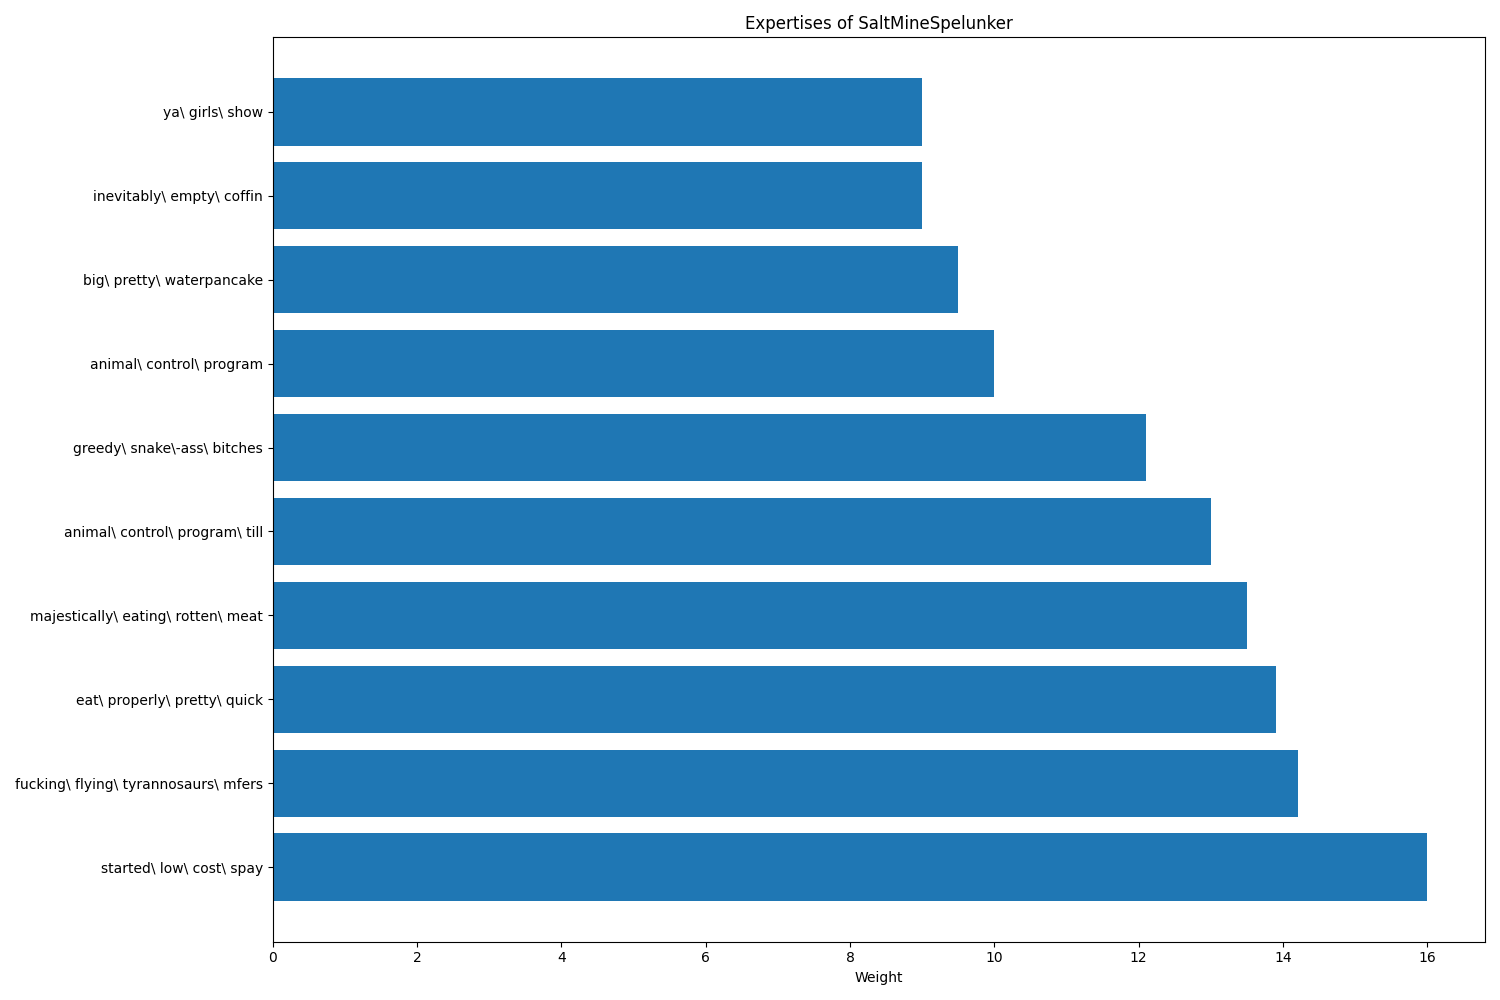 Expertises of SaltMineSpelunker
ya\ girls\ show
inevitably\ empty\ coffin
big\ pretty\ waterpancake
animal\ control\ program
greedy\ snake\-ass\ bitches
animal\ control\ program\ till
majestically\ eating\ rotten\ meat
eat\ properly\ pretty\ quick
fucking\ flying\ tyrannosaurs\ mfers
started\ low\ cost\ spay
0 2 4 6 8 10 12 14 16
Weight